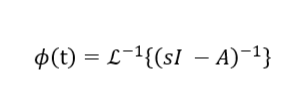 ϕ(t) = ℒ⁻¹{(sI − A)⁻¹}